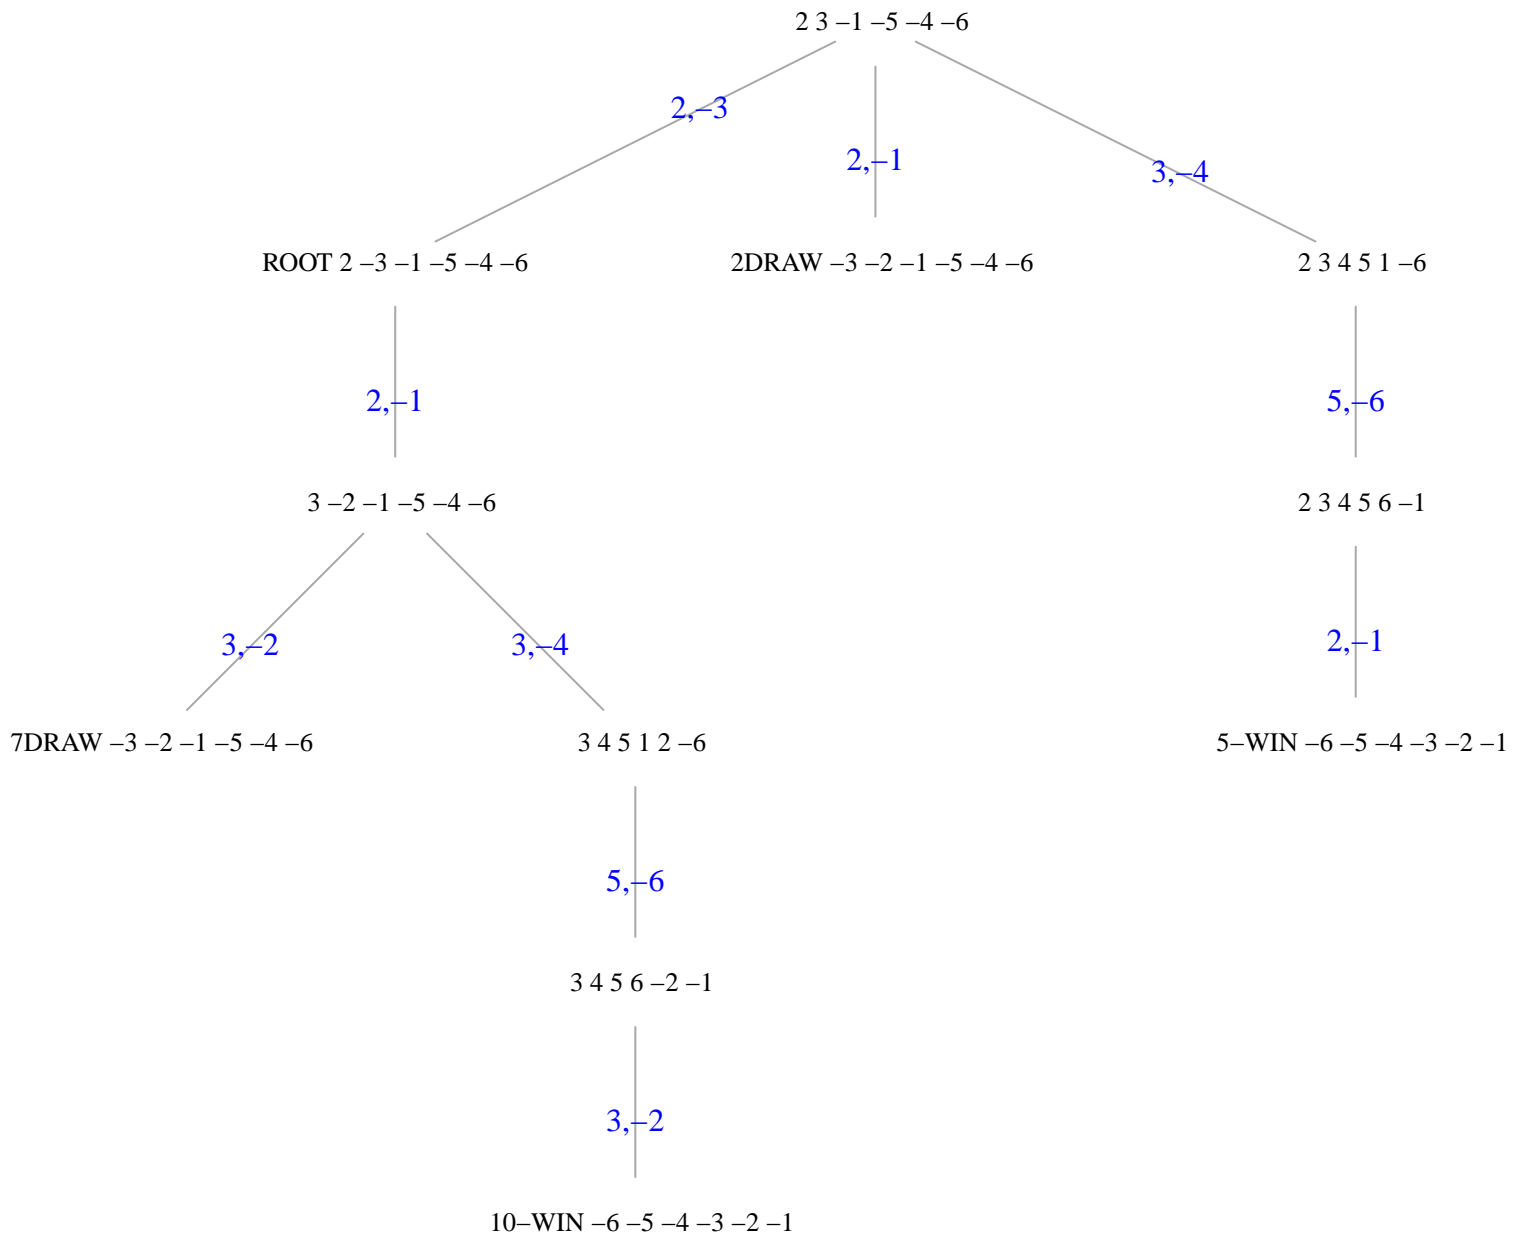 2 3 –1 –5 –4 –6
2,–3
2,–1
3,–4
ROOT 2 –3 –1 –5 –4 –6
2DRAW –3 –2 –1 –5 –4 –6
2 3 4 5 1 –6
2,–1
5,–6
3 –2 –1 –5 –4 –6
2 3 4 5 6 –1
3,–2
3,–4
2,–1
7DRAW –3 –2 –1 –5 –4 –6
3 4 5 1 2 –6
5–WIN –6 –5 –4 –3 –2 –1
5,–6
3 4 5 6 –2 –1
3,–2
10–WIN –6 –5 –4 –3 –2 –1